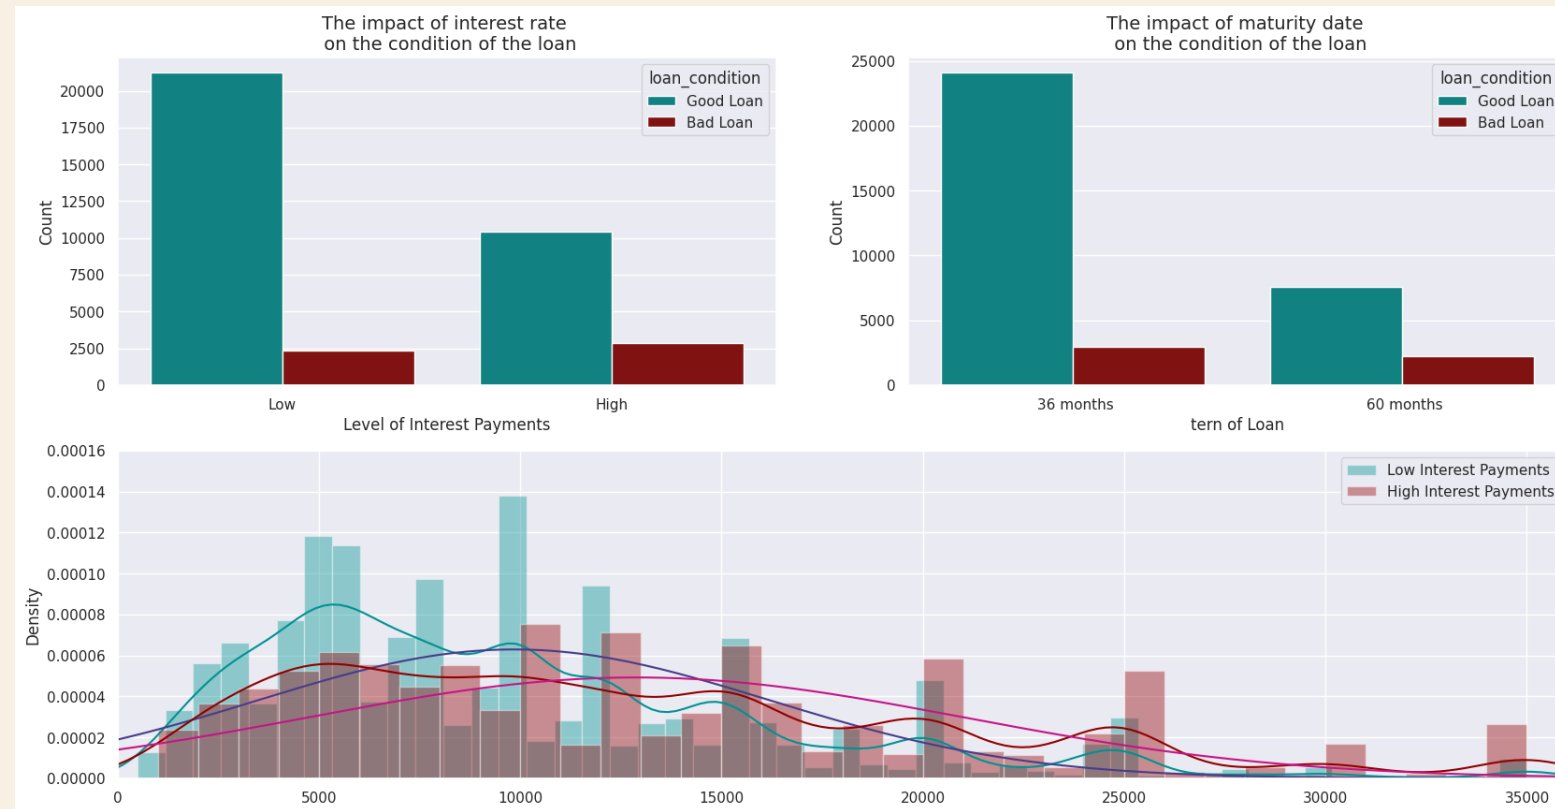 The impact of interest rate
on the condition of the loan
loan_condition
Good Loan
Bad Loan
20000
17500
15000
12500
10000
7500
5000
2500
0
Count
Low
High
Level of Interest Payments
The impact of maturity date
on the condition of the loan
loan_condition
Good Loan
Bad Loan
25000
20000
15000
10000
5000
0
Count
36 months
60 months
tern of Loan
Low Interest Payments
High Interest Payments
0.00016
0.00014
0.00012
0.00010
0.00008
0.00006
0.00004
0.00002
0.00000
Density
0
5000
10000
15000
20000
25000
30000
35000